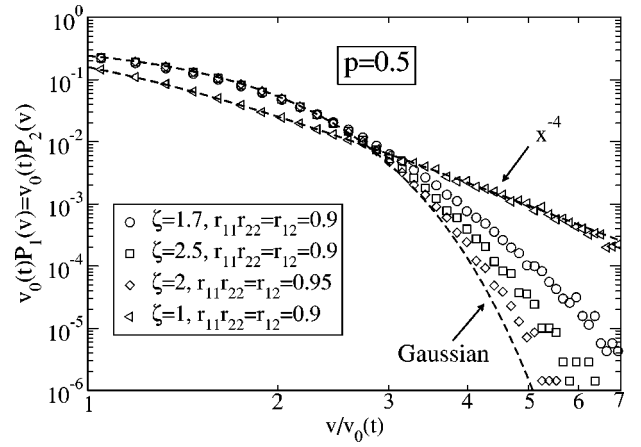 10^0
p=0.5
10^-1
10^-2
x^-4
10^-3
ζ=1.7, r_11r_22=r_12=0.9
ζ=2.5, r_11r_22=r_12=0.9
ζ=2, r_11r_22=r_12=0.95
ζ=1, r_11r_22=r_12=0.9
10^-4
10^-5
Gaussian
10^-6
1 2 3 4 5 6 7
v/v_0(t)
v_0(t)P_1(v)=v_0(t)P_2(v)